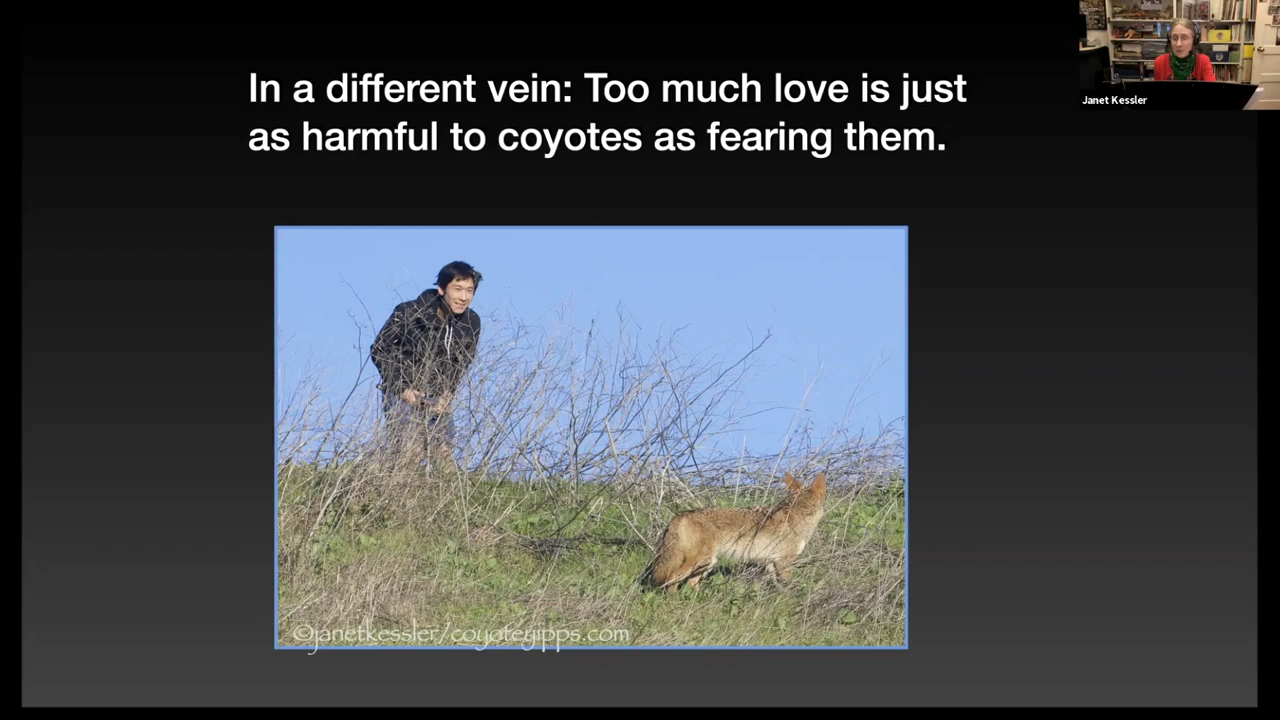 In a different vein: Too much love is just
as harmful to coyotes as fearing them.
Janet Kessler
©janetkessler/coyoteyipps.com